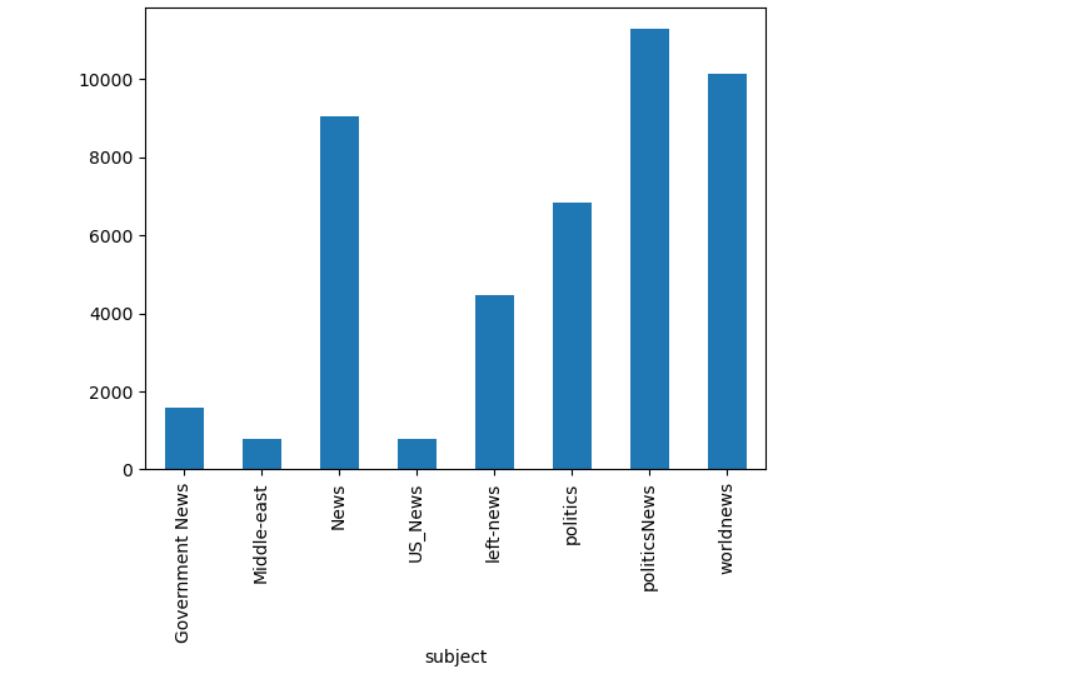 10000
8000
6000
4000
2000
0
Government News
Middle-east
News
US_News
left-news
politics
politicsNews
worldnews
subject